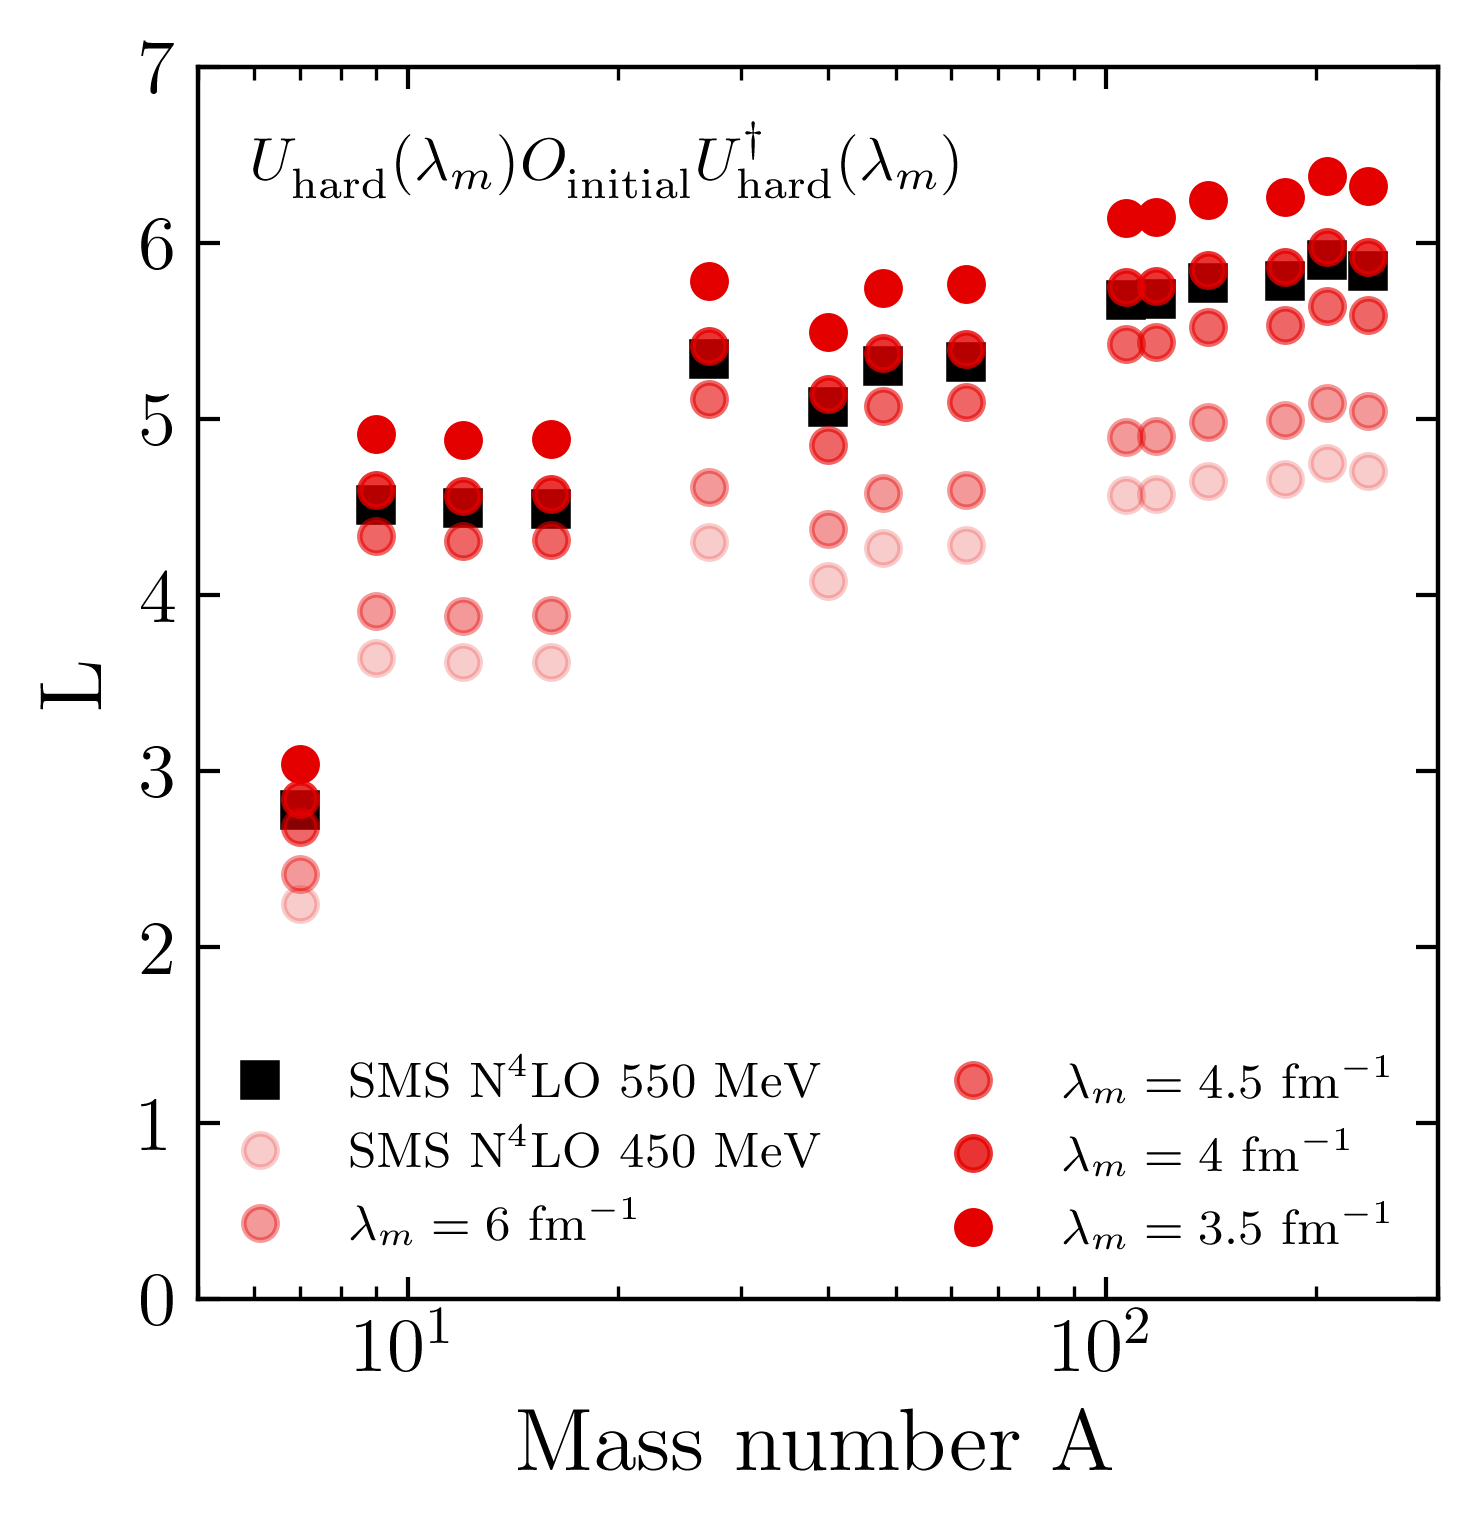 7
U_hard(λ_m)O_initialU†_hard(λ_m)
6
5
4
L
3
2
SMS N⁴LO 550 MeV
SMS N⁴LO 450 MeV
λ_m = 6 fm⁻¹
λ_m = 4.5 fm⁻¹
λ_m = 4 fm⁻¹
λ_m = 3.5 fm⁻¹
1
0
10¹ 10²
Mass number A